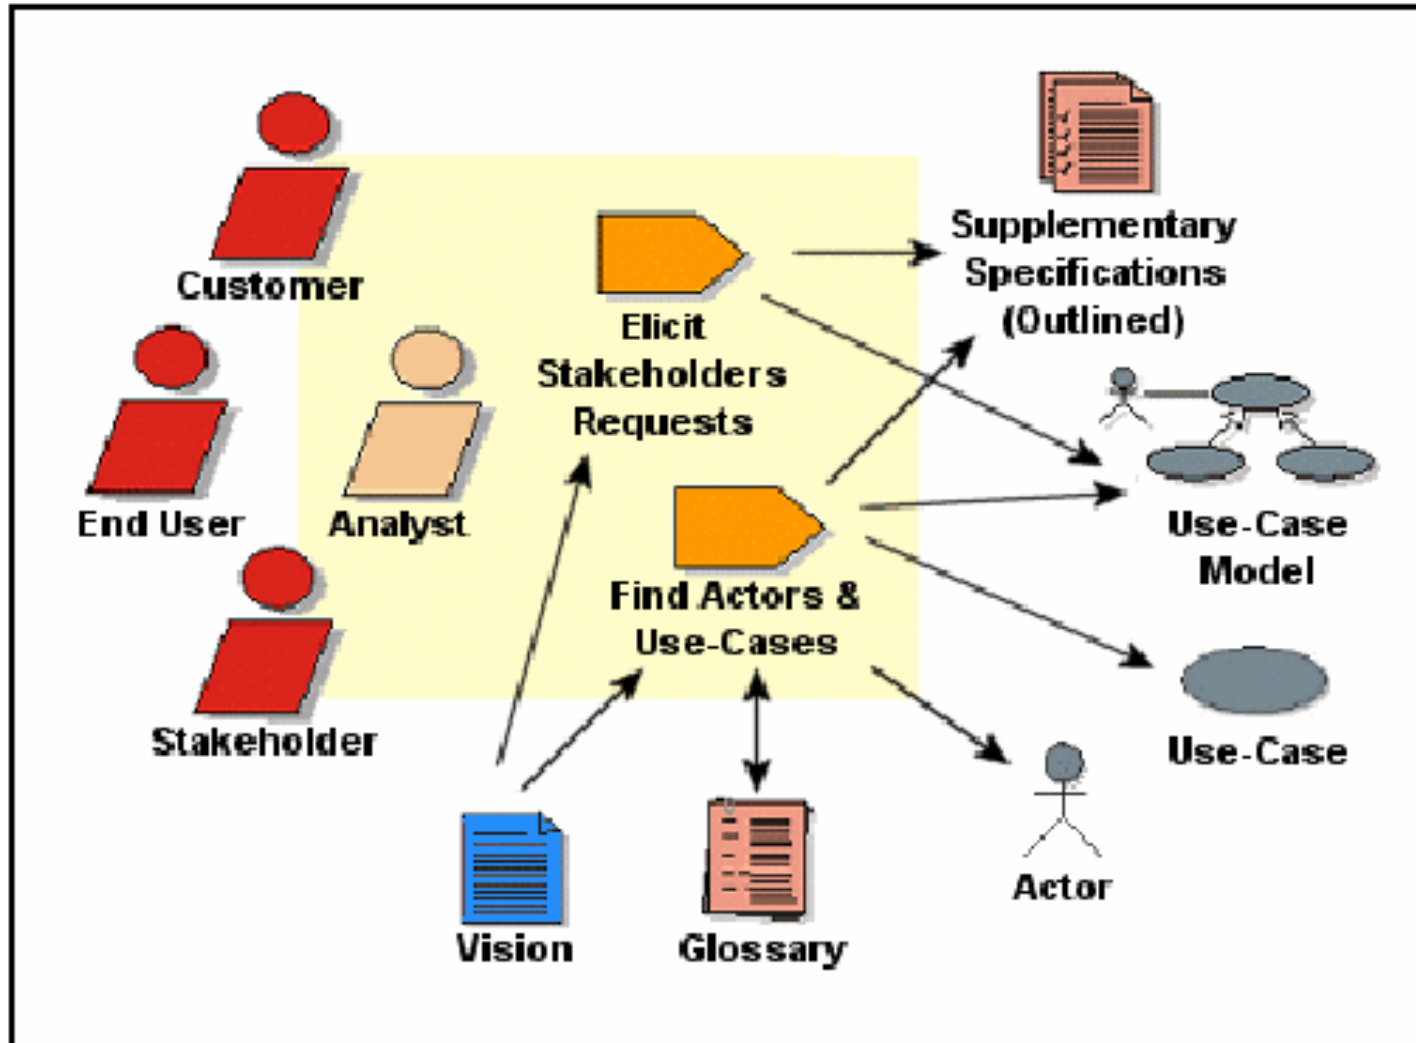 Customer
End User
Analyst
Stakeholder
Elicit
Stakeholders
Requests
Find Actors &
Use-Cases
Supplementary
Specifications
(Outlined)
Use-Case
Model
Use-Case
Actor
Vision
Glossary